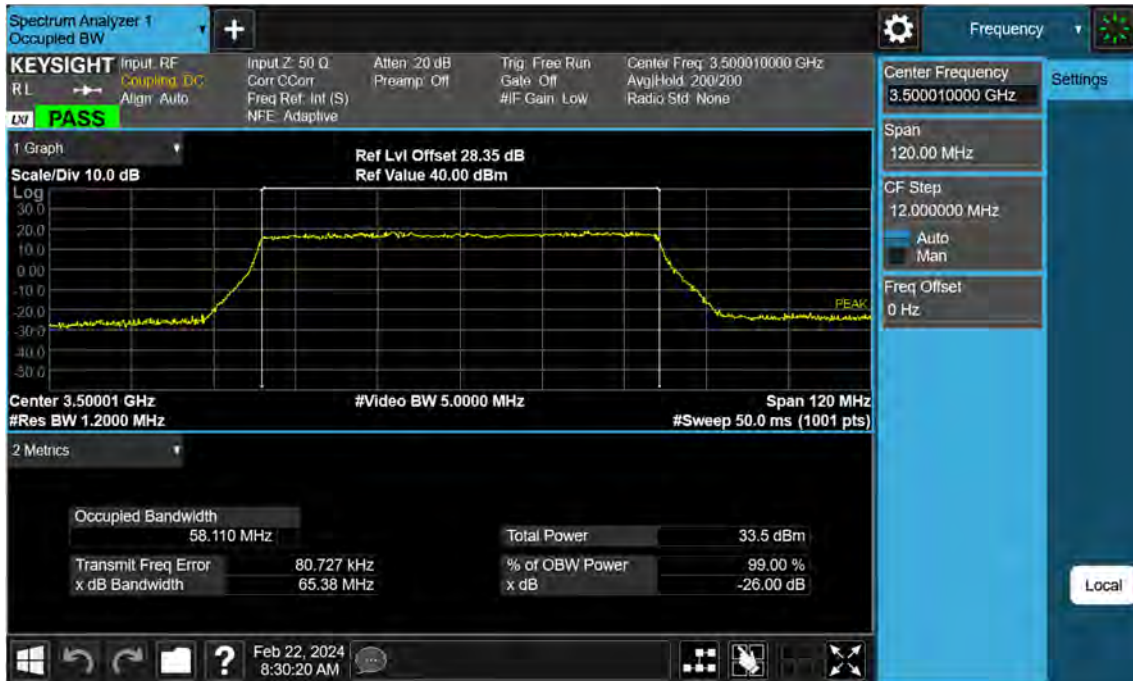 Spectrum Analyzer 1
Occupied BW
+
Frequency
KEYSIGHT
RL
LXI
PASS
Input: RF
Coupling: DC
Align: Auto
Input Z: 50 Ω
Corr CCorr
Freq Ref: Int (S)
NFE: Adaptive
Atten: 20 dB
Preamp: Off
Trig: Free Run
Gate: Off
#IF Gain: Low
Center Freq: 3.500010000 GHz
Avg|Hold: 200/200
Radio Std: None
Center Frequency
3.500010000 GHz
Settings
Span
120.00 MHz
CF Step
12.000000 MHz
Auto
Man
Freq Offset
0 Hz
Local
1 Graph
Scale/Div 10.0 dB
Ref Lvl Offset 28.35 dB
Ref Value 40.00 dBm
Log
30.0
20.0
10.0
0.00
-10.0
-20.0
-30.0
-40.0
-50.0
PEAK
Center 3.50001 GHz
#Video BW 5.0000 MHz
Span 120 MHz
#Res BW 1.2000 MHz
#Sweep 50.0 ms (1001 pts)
2 Metrics
Occupied Bandwidth
58.110 MHz
Total Power 33.5 dBm
Transmit Freq Error 80.727 kHz
% of OBW Power 99.00 %
x dB Bandwidth 65.38 MHz
x dB -26.00 dB
?
Feb 22, 2024
8:30:20 AM